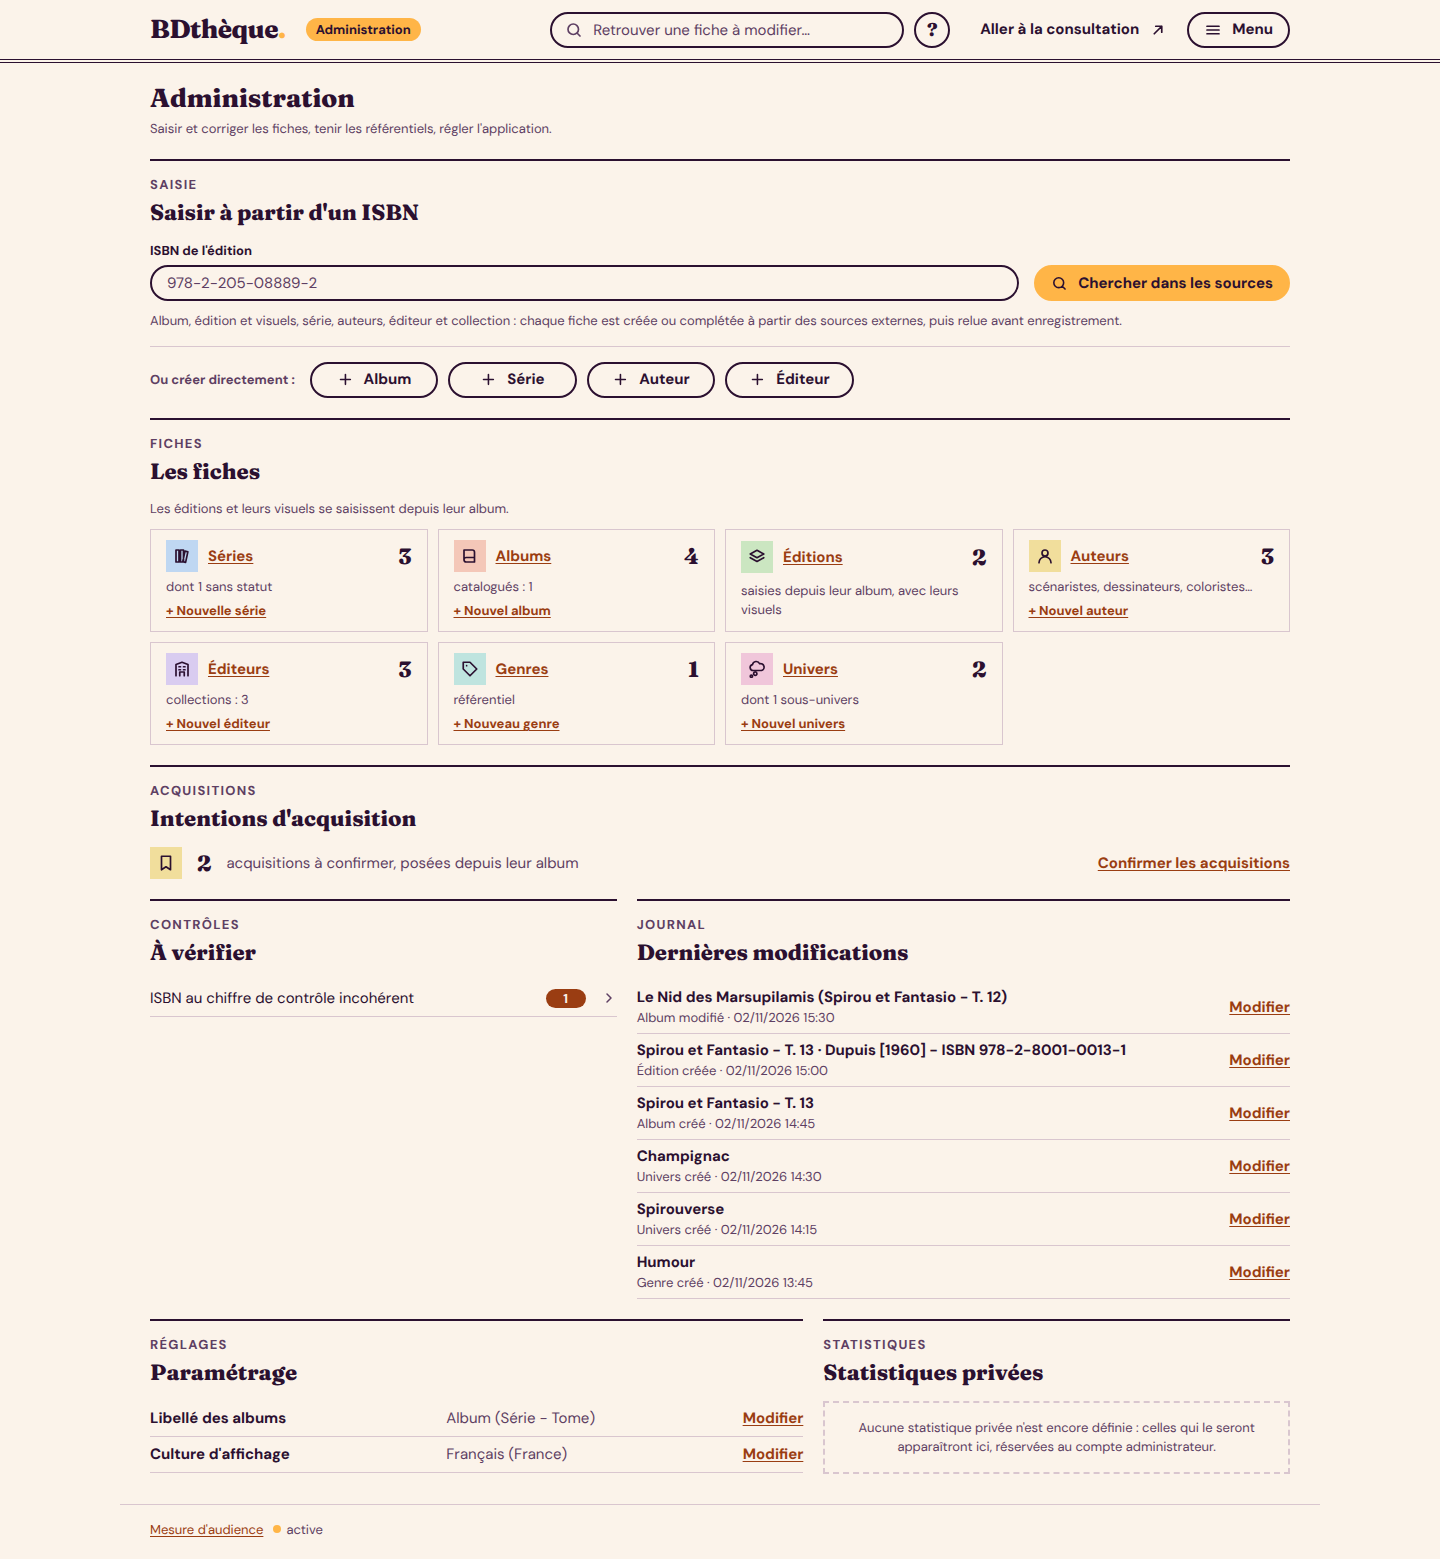 BDthèque.
Administration
Retrouver une fiche à modifier...
?
Aller à la consultation
Menu
Administration
Saisir et corriger les fiches, tenir les référentiels, régler l'application.
SAISIE
Saisir à partir d'un ISBN
ISBN de l'édition
978-2-205-08889-2
Chercher dans les sources
Album, édition et visuels, série, auteurs, éditeur et collection : chaque fiche est créée ou complétée à partir des sources externes, puis relue avant enregistrement.
Ou créer directement :
Album
Série
Auteur
Éditeur
FICHES
Les fiches
Les éditions et leurs visuels se saisissent depuis leur album.
Séries 3
dont 1 sans statut
+ Nouvelle série
Albums 4
catalogués : 1
+ Nouvel album
Éditions 2
saisies depuis leur album, avec leurs
visuels
Auteurs 3
scénaristes, dessinateurs, coloristes...
+ Nouvel auteur
Éditeurs 3
collections : 3
+ Nouvel éditeur
Genres 1
référentiel
+ Nouveau genre
Univers 2
dont 1 sous-univers
+ Nouvel univers
ACQUISITIONS
Intentions d'acquisition
2 acquisitions à confirmer, posées depuis leur album
Confirmer les acquisitions
CONTRÔLES
À vérifier
ISBN au chiffre de contrôle incohérent 1
JOURNAL
Dernières modifications
Le Nid des Marsupilamis (Spirou et Fantasio - T. 12)
Album modifié · 02/11/2026 15:30
Modifier
Spirou et Fantasio - T. 13 · Dupuis [1960] - ISBN 978-2-8001-0013-1
Édition créée · 02/11/2026 15:00
Modifier
Spirou et Fantasio - T. 13
Album créé · 02/11/2026 14:45
Modifier
Champignac
Univers créé · 02/11/2026 14:30
Modifier
Spirouverse
Univers créé · 02/11/2026 14:15
Modifier
Humour
Genre créé · 02/11/2026 13:45
Modifier
RÉGLAGES
Paramétrage
Libellé des albums Album (Série - Tome) Modifier
Culture d'affichage Français (France) Modifier
STATISTIQUES
Statistiques privées
Aucune statistique privée n'est encore définie : celles qui le seront
apparaîtront ici, réservées au compte administrateur.
Mesure d'audience active